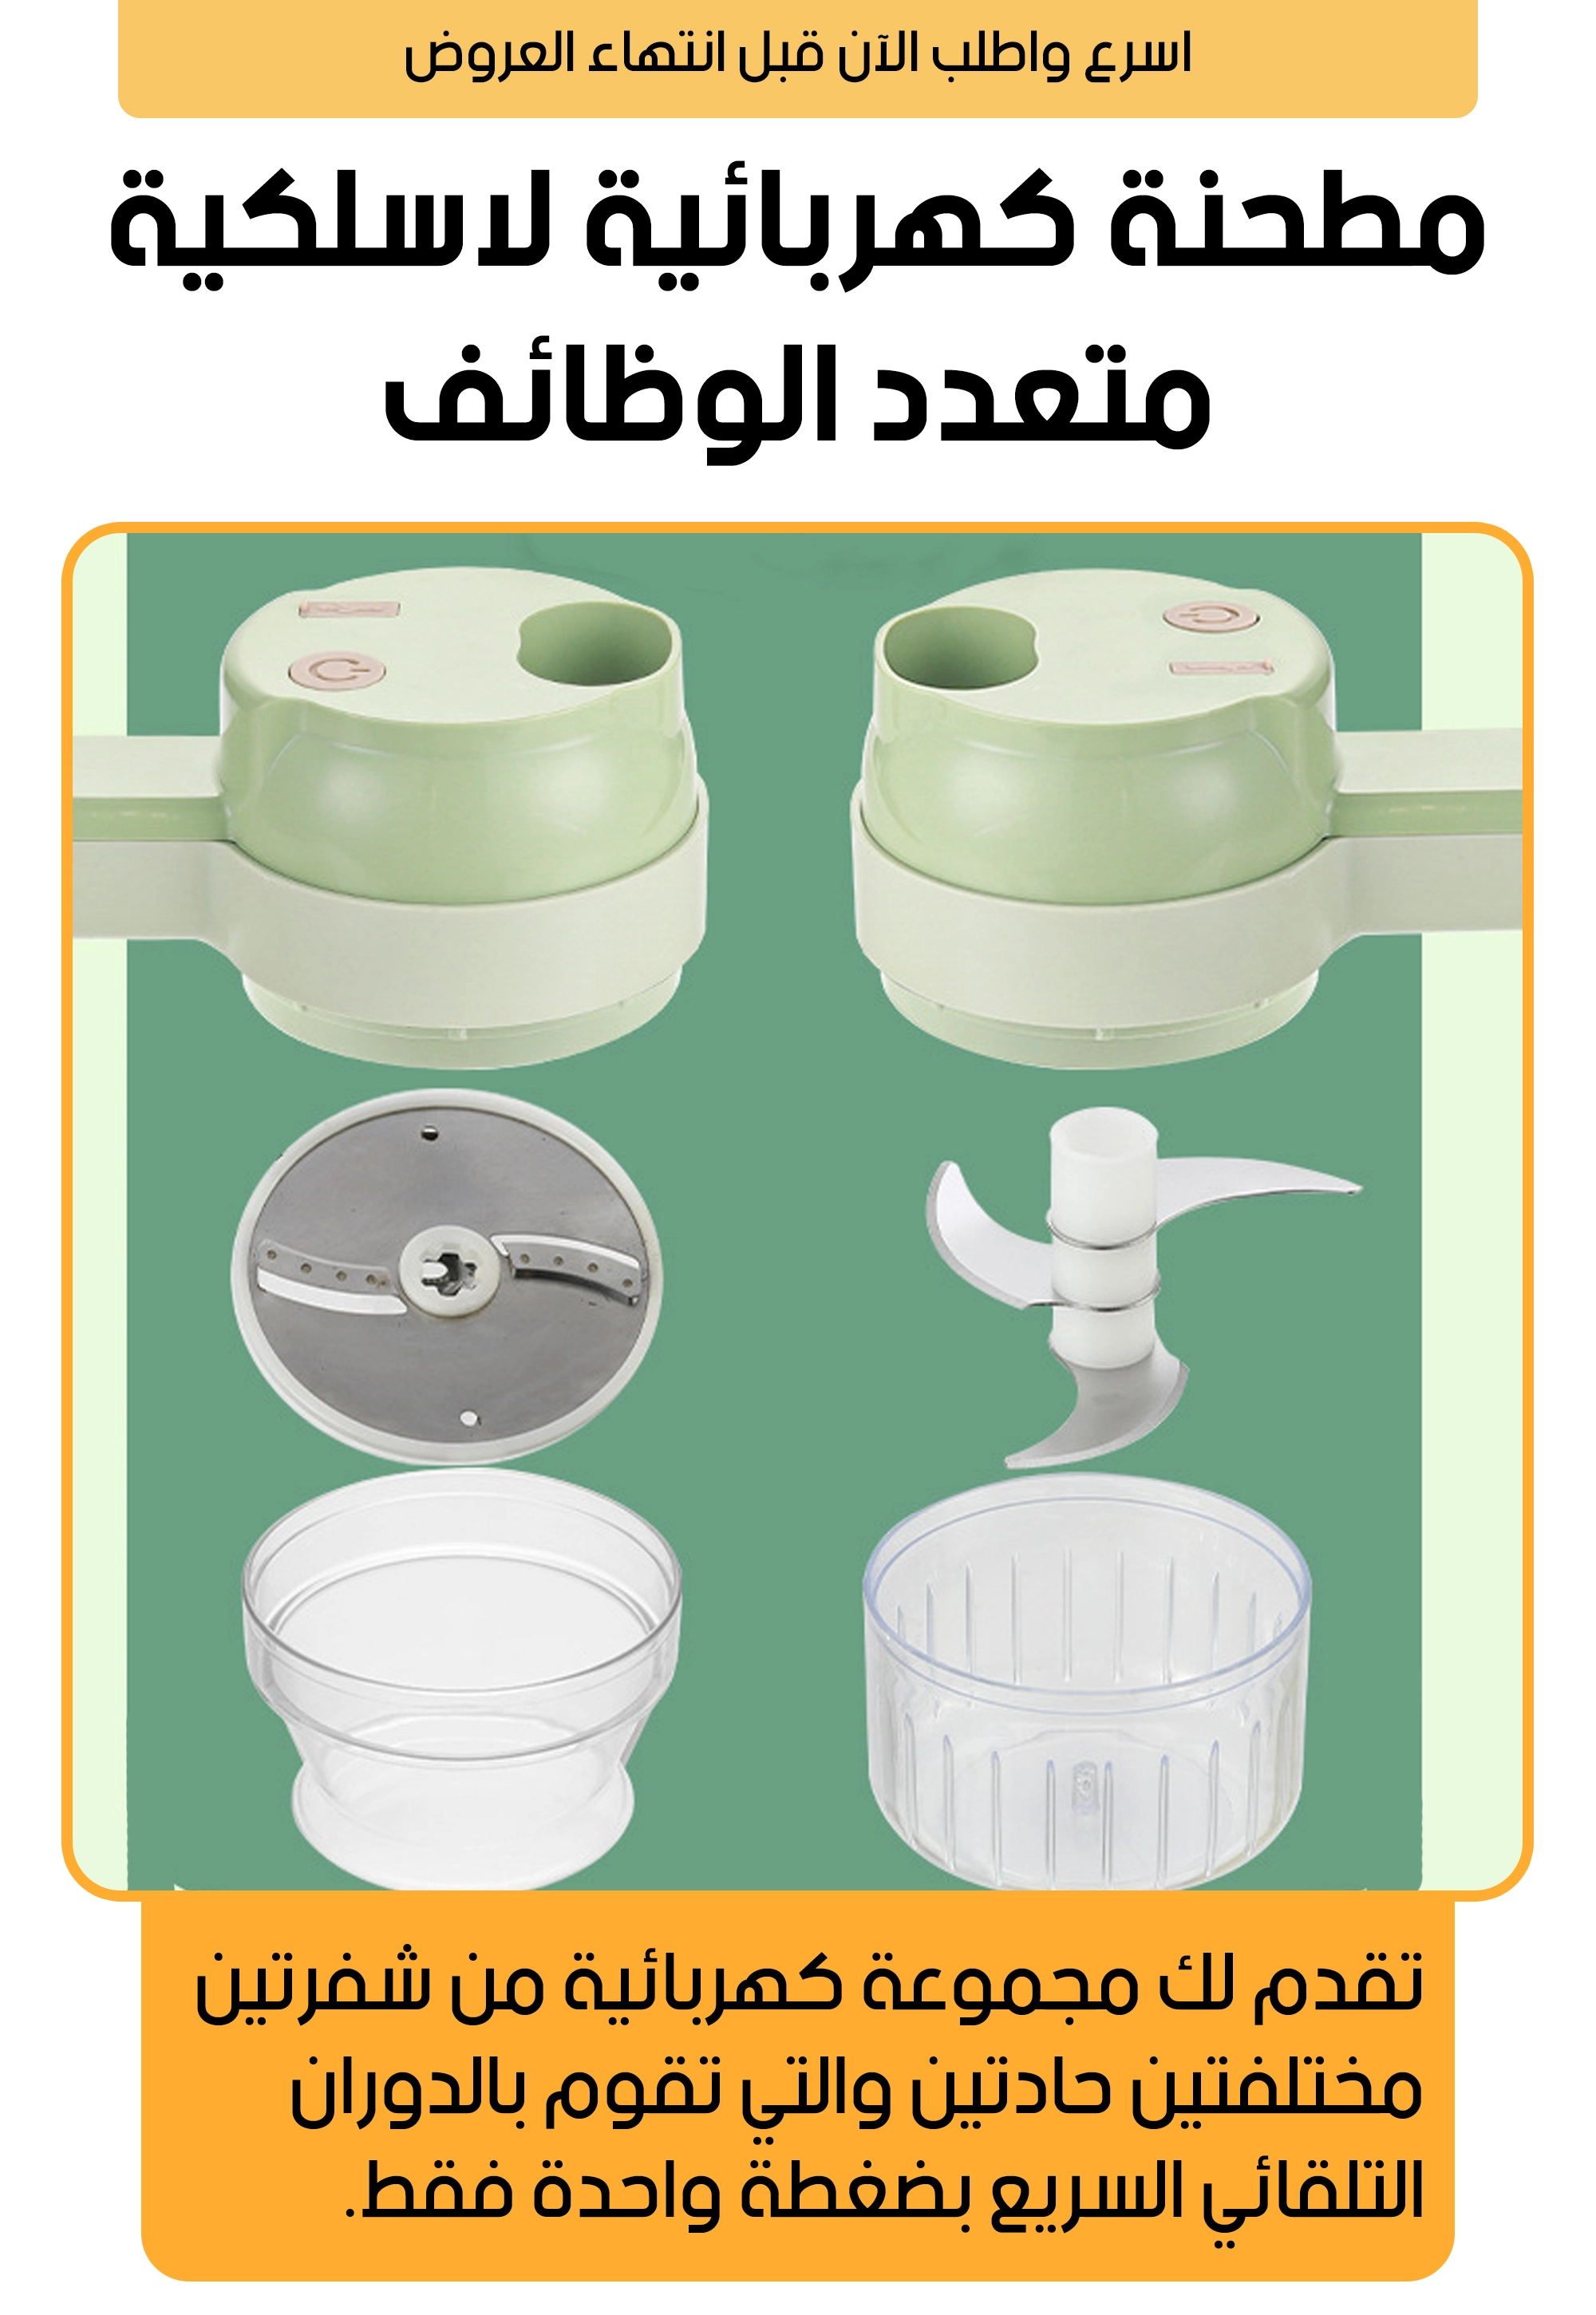 اسرع واطلب الآن قبل انتهاء العروض
مطحنة كهربائية لاسلكية
متعدد الوظائف
تقدم لك مجموعة كهربائية من شفرتين
مختلفتين حادتين والتي تقوم بالدوران
التلقائي السريع بضغطة واحدة فقط.